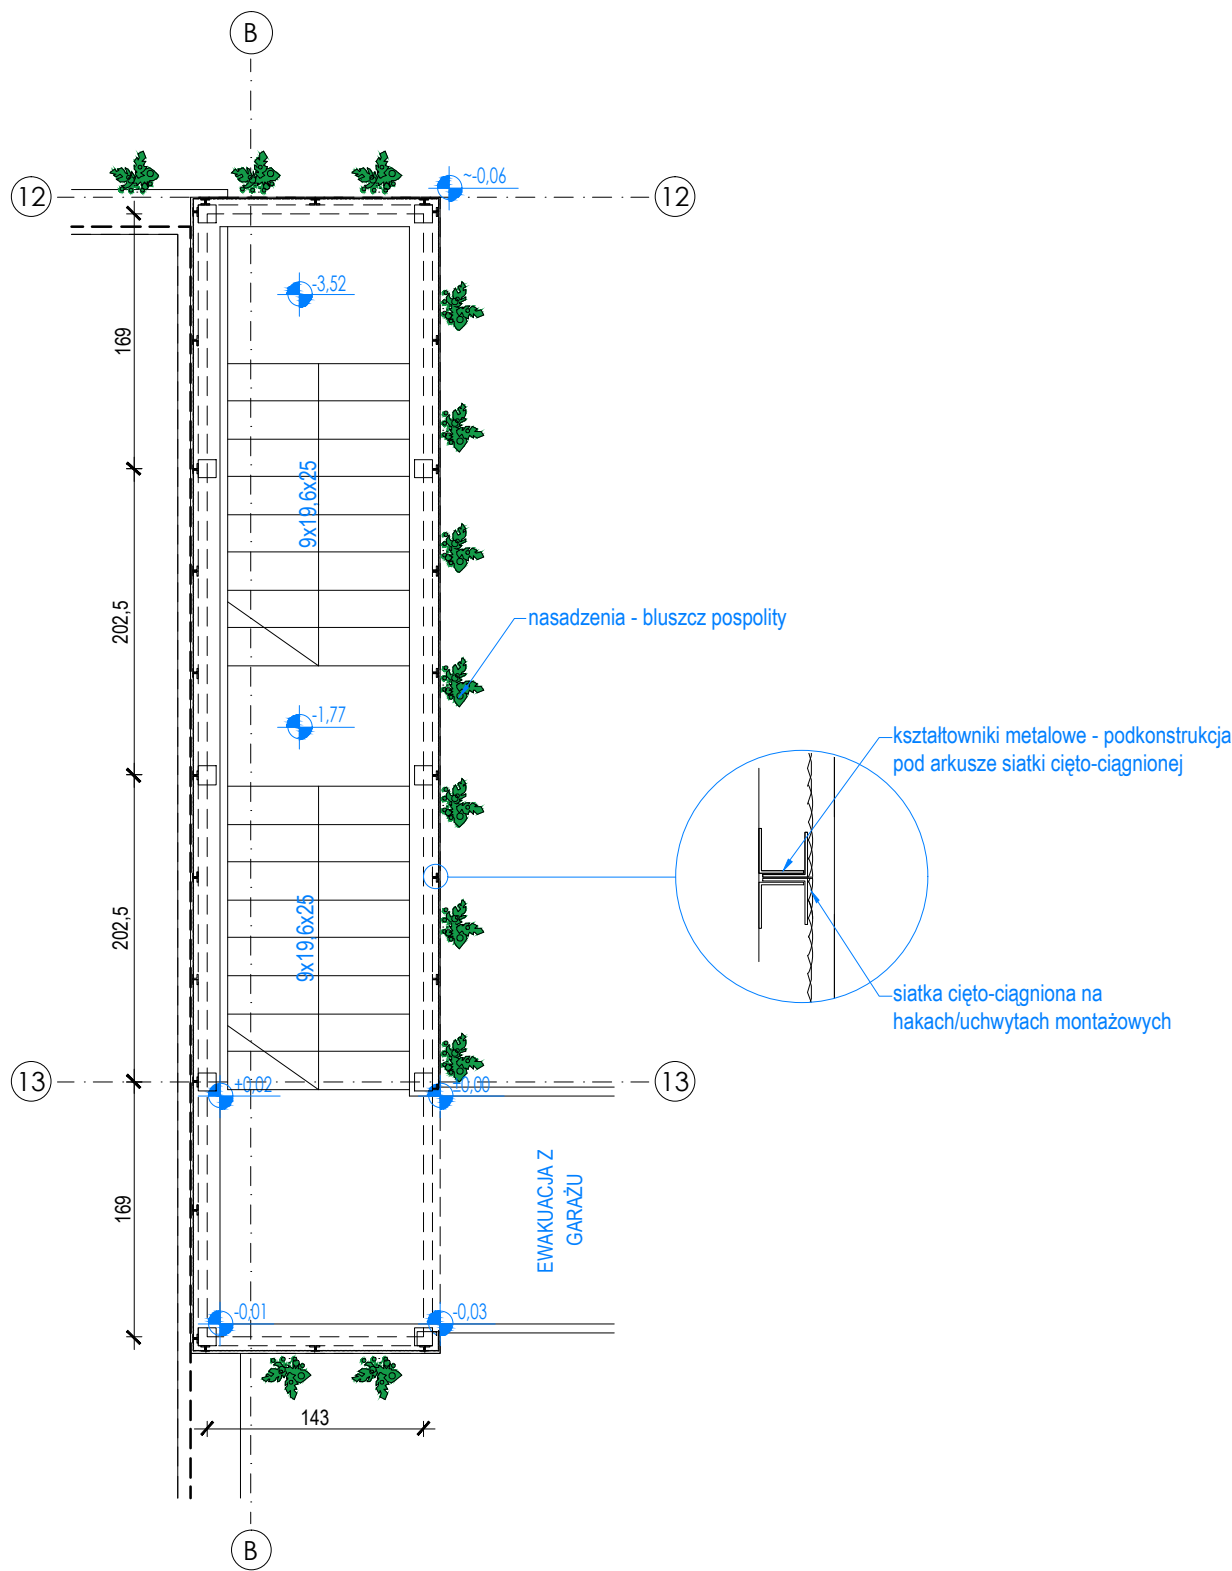 B
12
~-0,06
12
-3,52
169
9x19,6x25
202,5
nasadzenia - bluszcz pospolity
-1,77
kształtowniki metalowe - podkonstrukcja
pod arkusze siatki cięto-ciągnionej
202,5
9x19,6x25
siatka cięto-ciągniona na
hakach/uchwytach montażowych
13
+0,02
±0,00
13
169
EWAKUACJA Z
GARAŻU
-0,01
-0,03
143
B